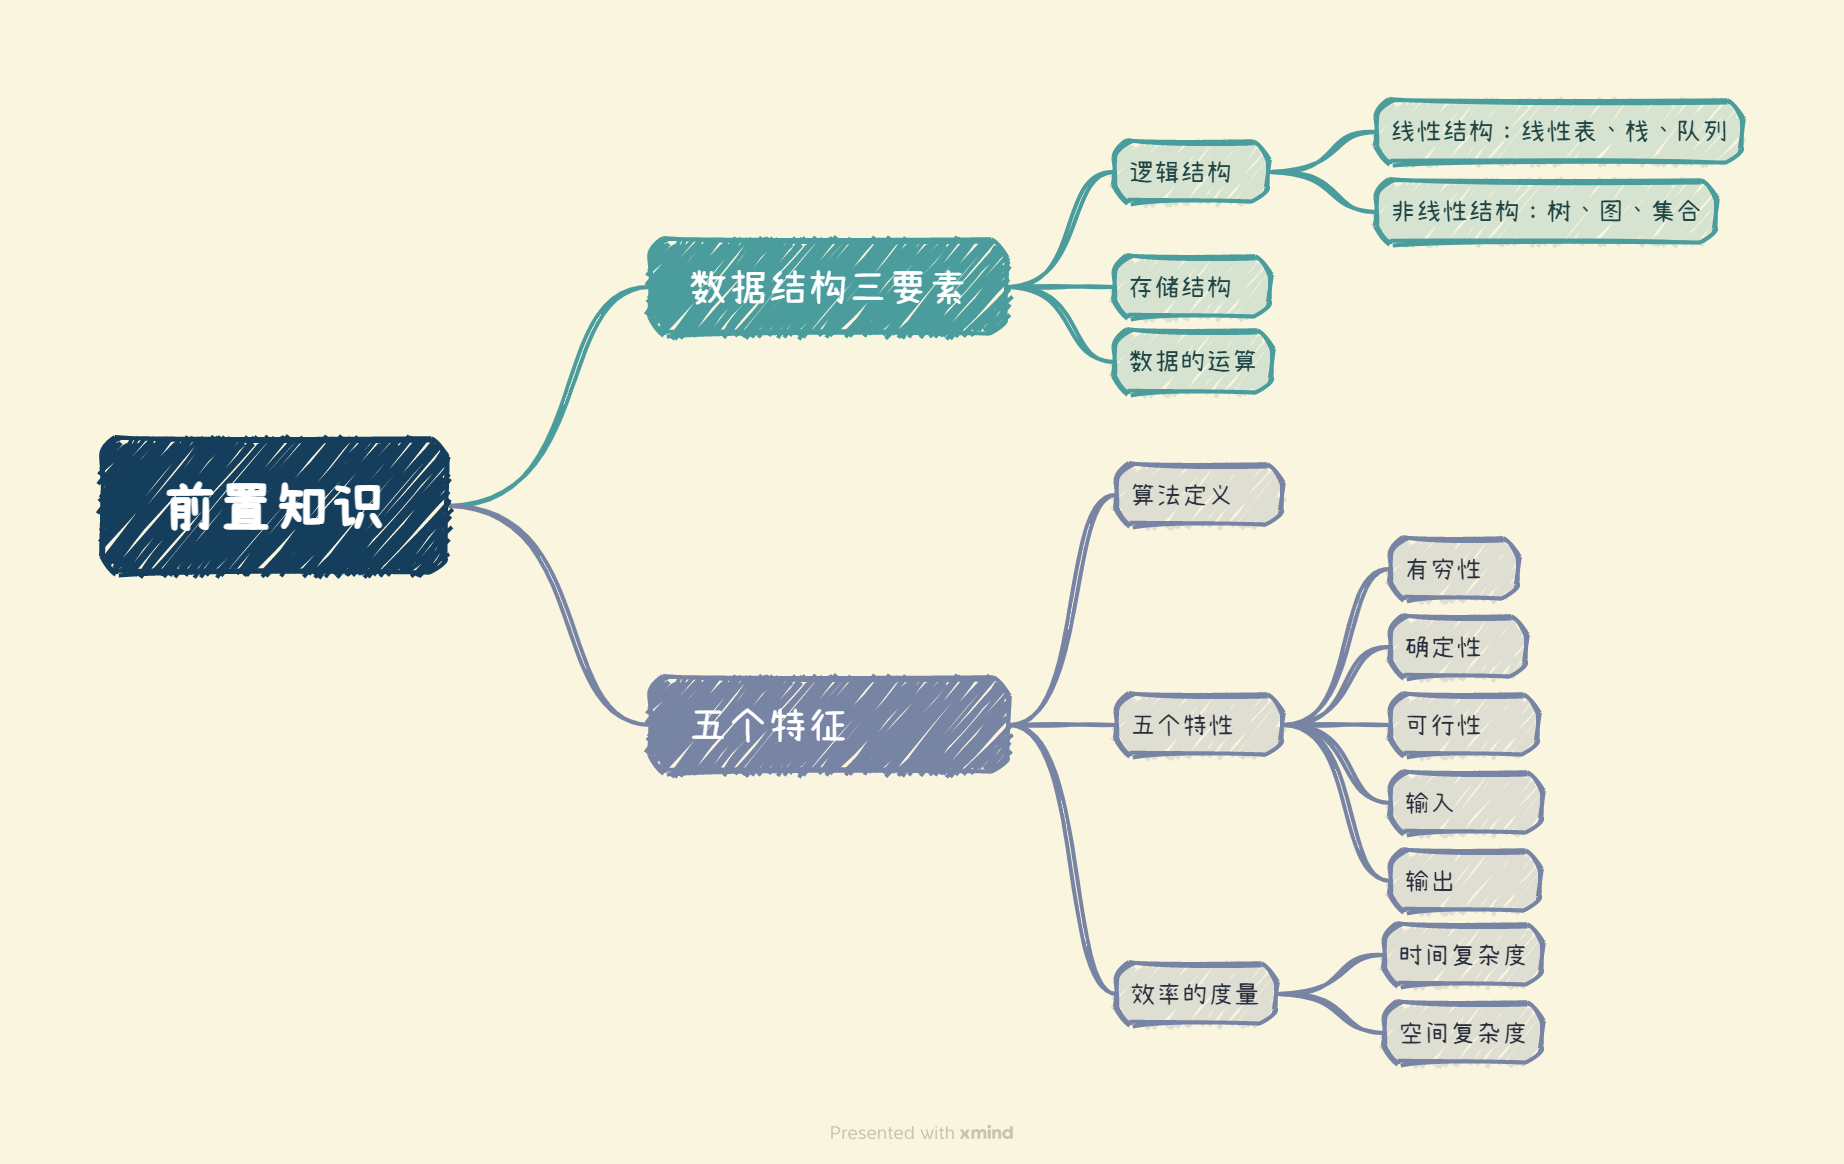 前置知识
数据结构三要素
逻辑结构
线性结构：线性表、栈、队列
非线性结构：树、图、集合
存储结构
数据的运算
五个特征
算法定义
五个特性
有穷性
确定性
可行性
输入
输出
效率的度量
时间复杂度
空间复杂度
Presented with xmind